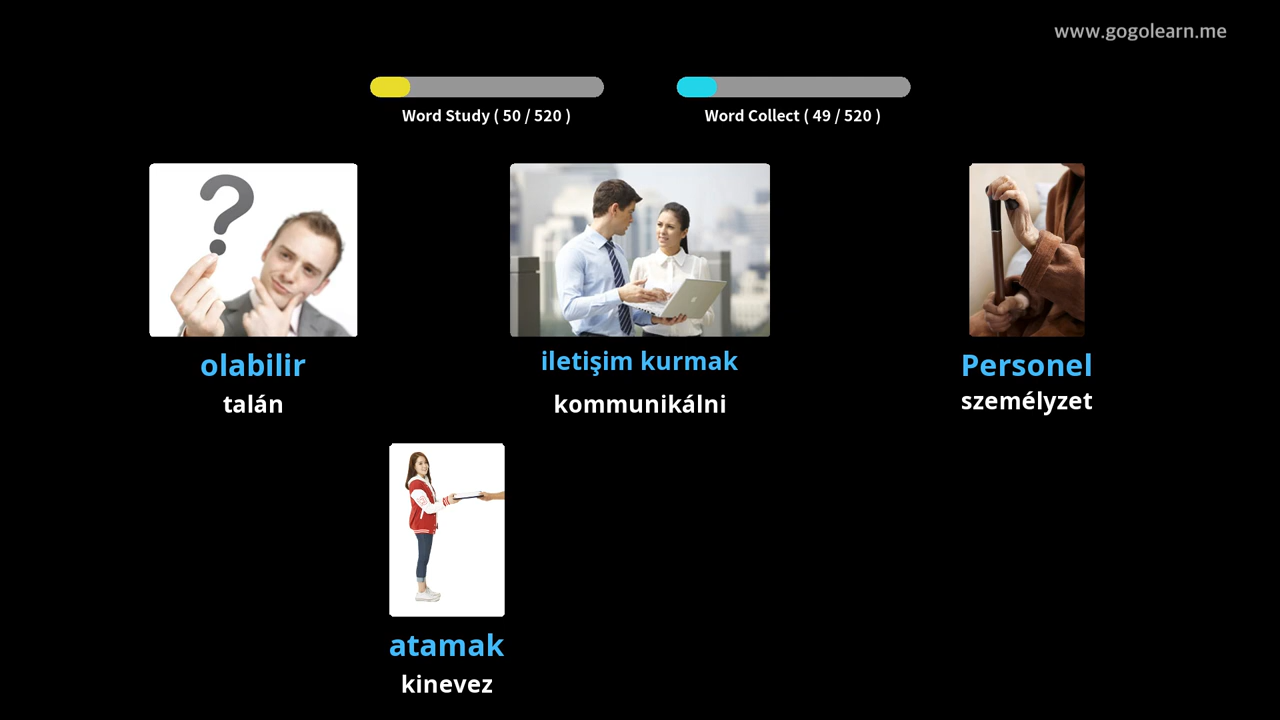 www.gogolearn.me
Word Study ( 50 / 520 )
Word Collect ( 49 / 520 )
olabilir
talán
iletişim kurmak
kommunikálni
Personel
személyzet
atamak
kinevez